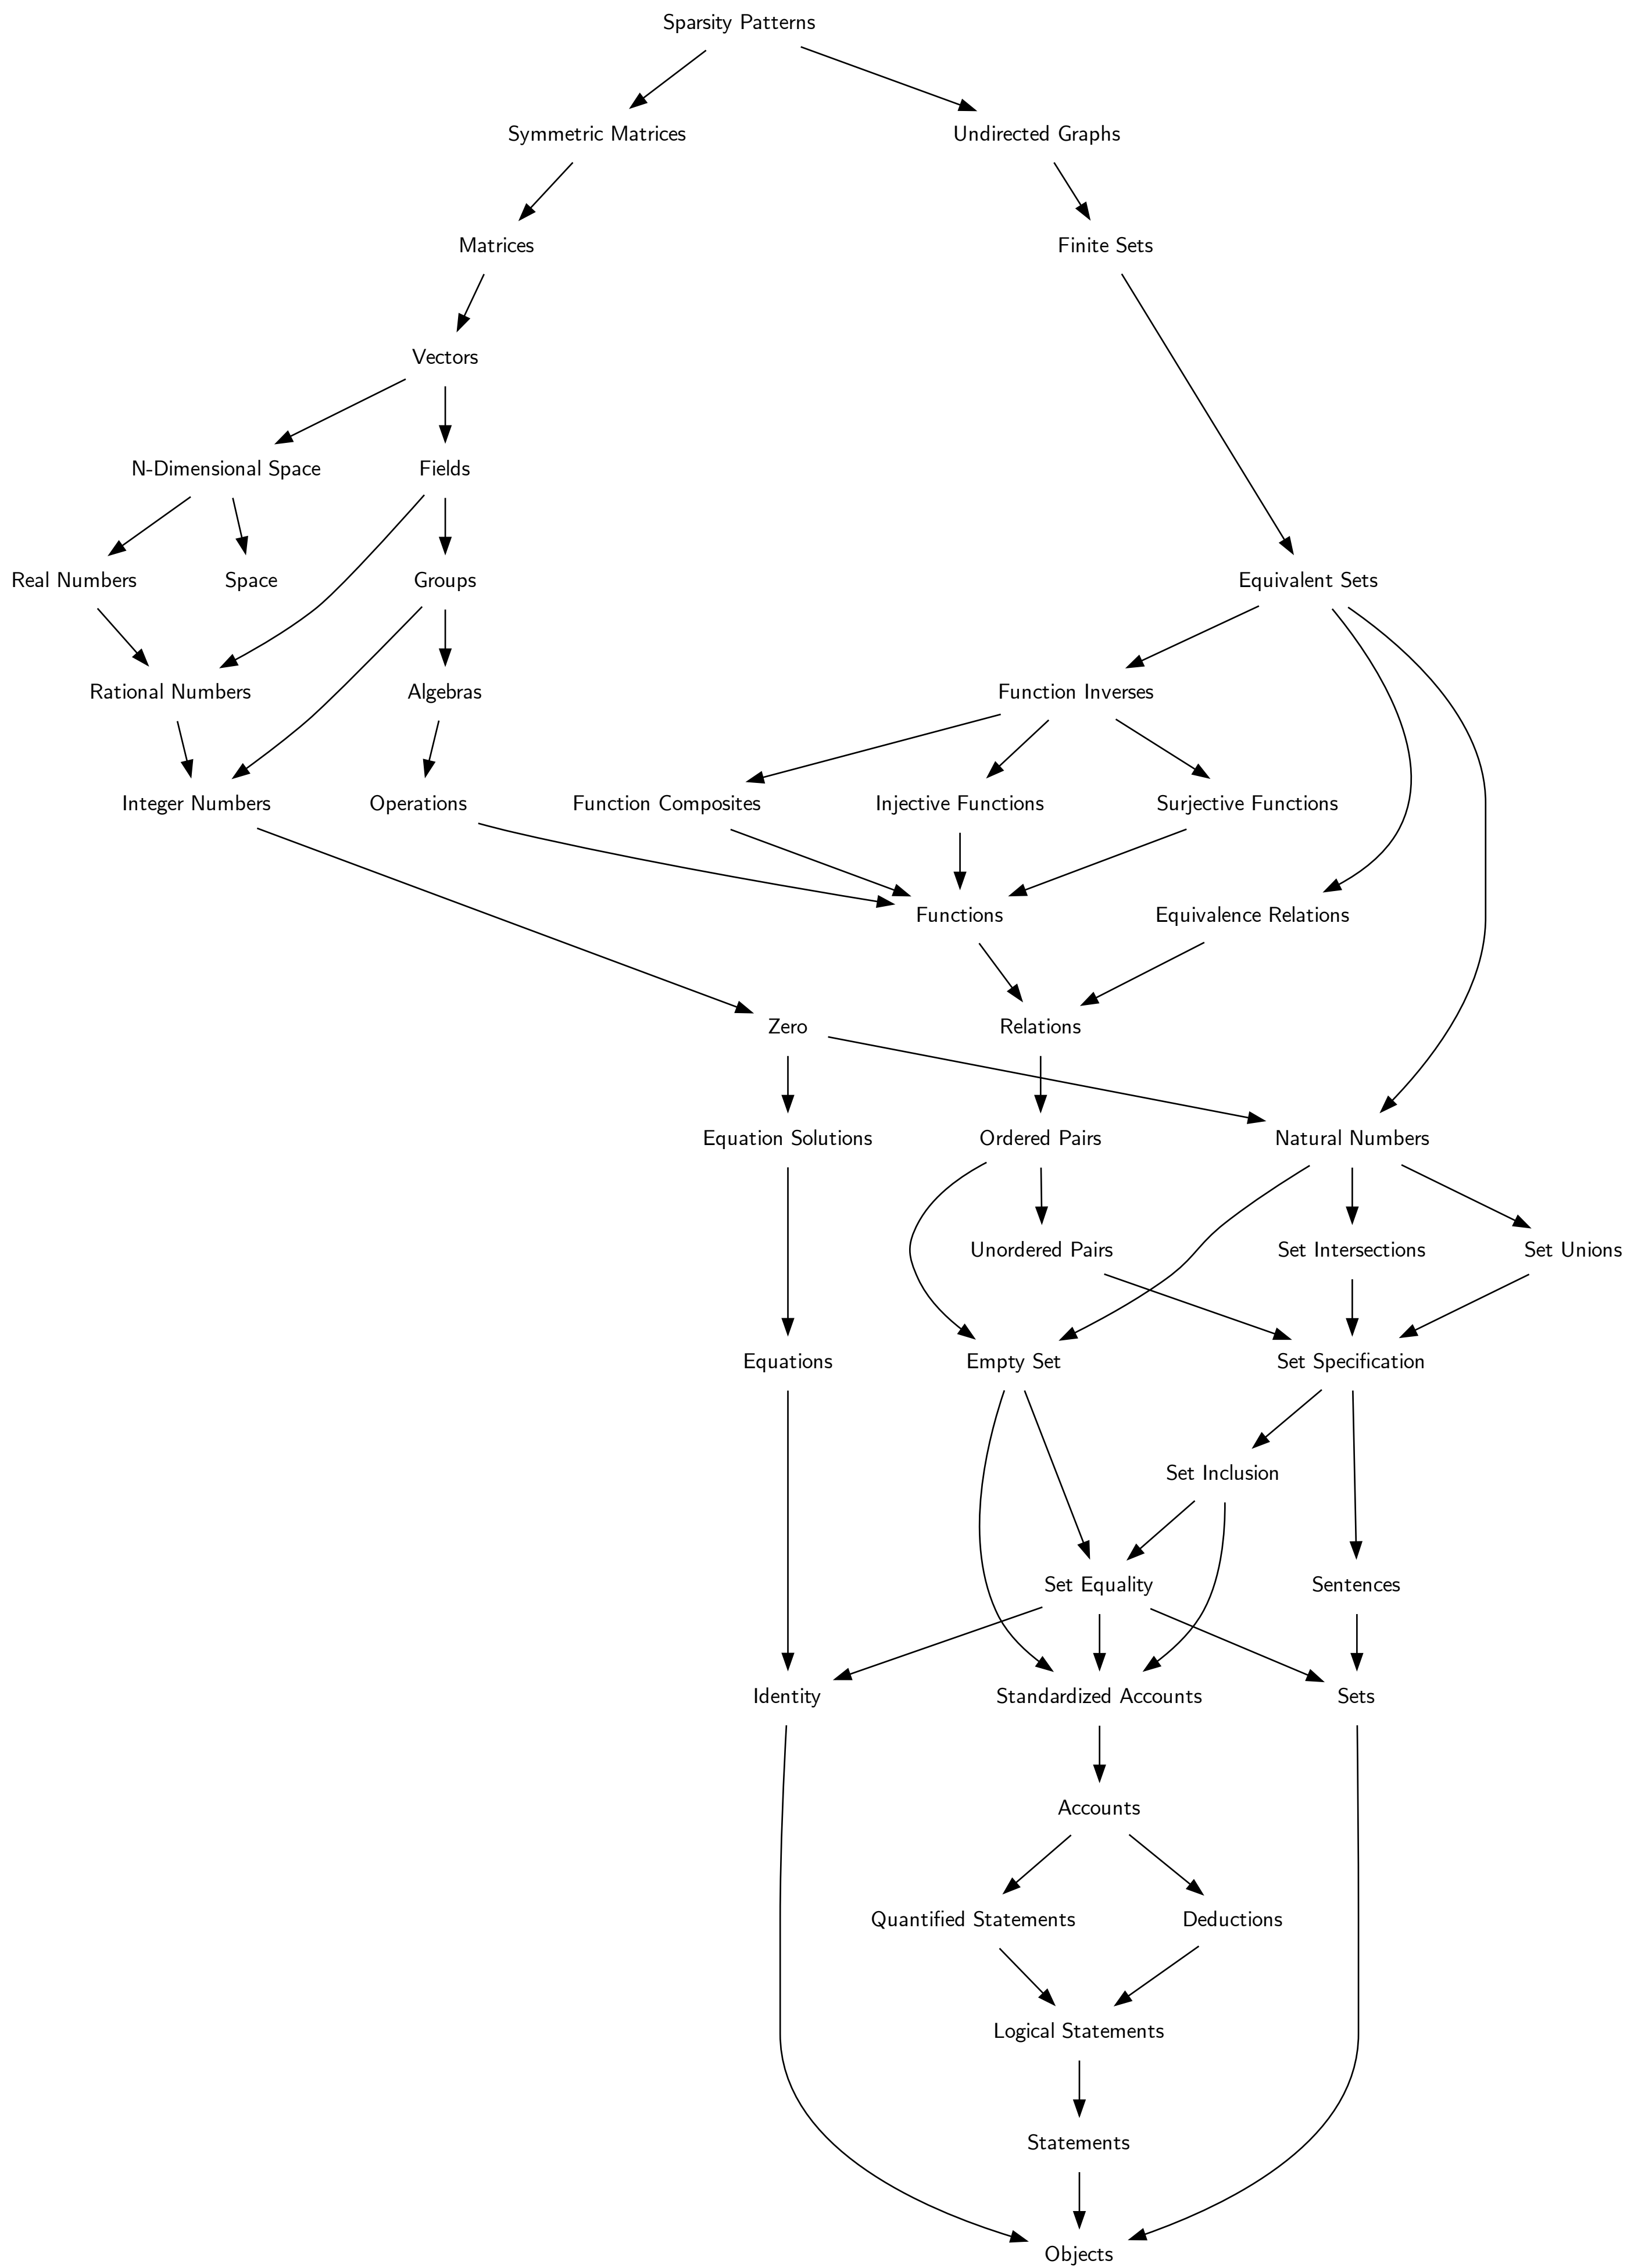 Sparsity Patterns
Symmetric Matrices
Undirected Graphs
Matrices
Finite Sets
Vectors
N-Dimensional Space
Fields
Real Numbers
Space
Groups
Equivalent Sets
Rational Numbers
Algebras
Function Inverses
Integer Numbers
Operations
Function Composites
Injective Functions
Surjective Functions
Functions
Equivalence Relations
Zero
Relations
Equation Solutions
Ordered Pairs
Natural Numbers
Unordered Pairs
Set Intersections
Set Unions
Equations
Empty Set
Set Specification
Set Inclusion
Set Equality
Sentences
Identity
Standardized Accounts
Sets
Accounts
Quantified Statements
Deductions
Logical Statements
Statements
Objects